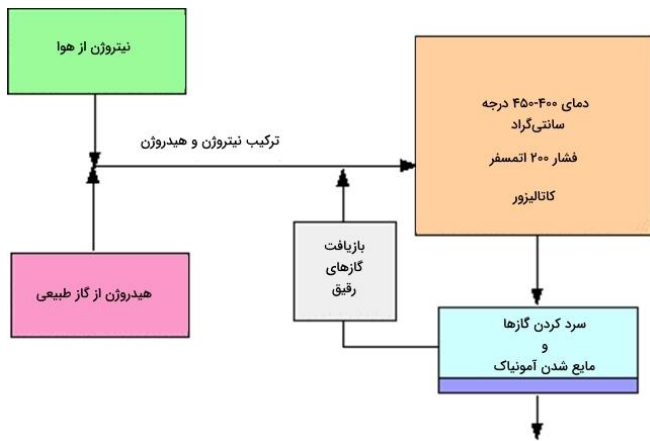 نیتروژن از هوا
ترکیب نیتروژن و هیدروژن
دمای ۴۰۰-۴۵۰ درجه
سانتی‌گراد
فشار ۲۰۰ اتمسفر
کاتالیزور
هیدروژن از گاز طبیعی
بازیافت
گازهای
رقیق
سرد کردن گازها
و
مایع شدن آمونیاک